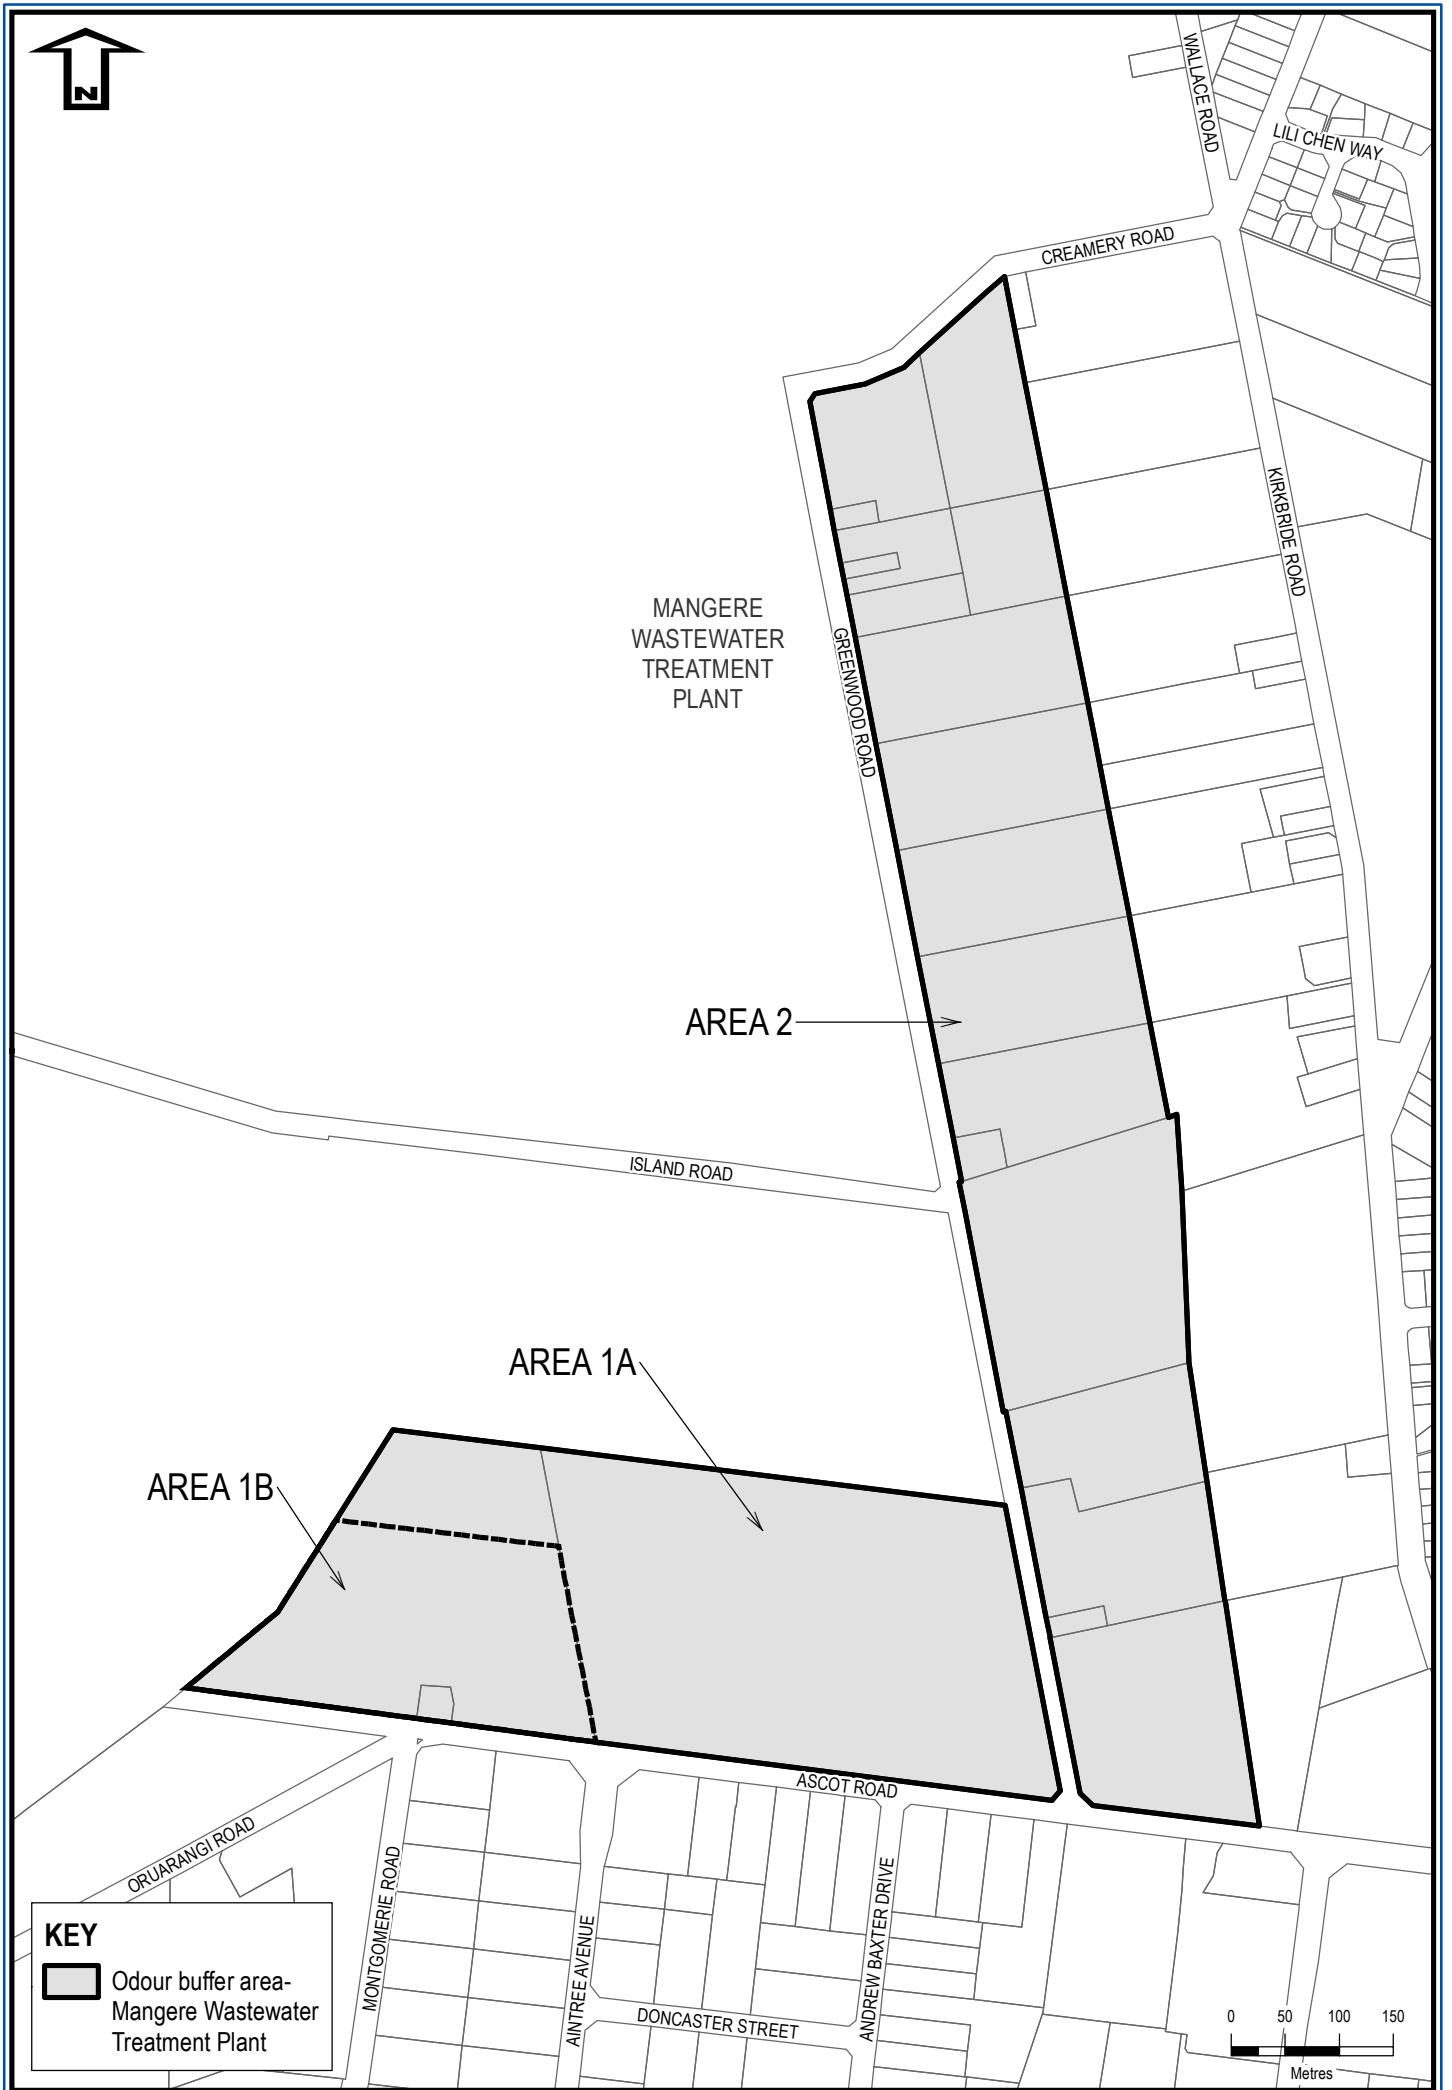 N
WALLACE ROAD
LILI CHEN WAY
CREAMERY ROAD
KIRKBRIDE ROAD
MANGERE
WASTEWATER
TREATMENT
PLANT
GREENWOOD ROAD
AREA 2
ISLAND ROAD
AREA 1A
AREA 1B
ASCOT ROAD
ORUARANGI ROAD
MONTGOMERIE ROAD
AINTREE AVENUE
ANDREW BAXTER DRIVE
DONCASTER STREET
KEY
Odour buffer area-
Mangere Wastewater
Treatment Plant
0 50 100 150
Metres